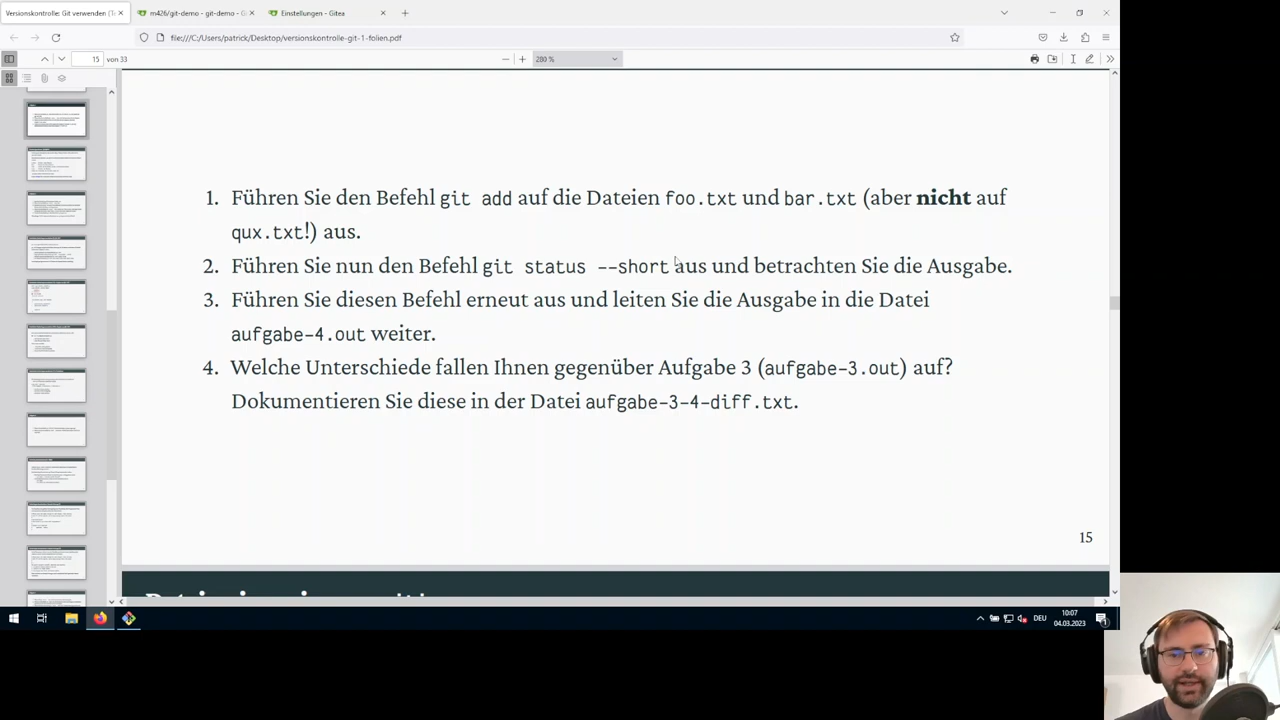 Versionskontrolle: Git verwenden (T
m426/git-demo - git-demo - G
Einstellungen - Gitea
file:///C:/Users/patrick/Desktop/versionskontrolle-git-1-folien.pdf
15 von 33
280 %
1. Führen Sie den Befehl git add auf die Dateien foo.txt und bar.txt (aber nicht auf
qux.txt!) aus.
2. Führen Sie nun den Befehl git status --short aus und betrachten Sie die Ausgabe.
3. Führen Sie diesen Befehl erneut aus und leiten Sie die Ausgabe in die Datei
aufgabe-4.out weiter.
4. Welche Unterschiede fallen Ihnen gegenüber Aufgabe 3 (aufgabe-3.out) auf?
Dokumentieren Sie diese in der Datei aufgabe-3-4-diff.txt.
15
DEU
10:07
04.03.2023